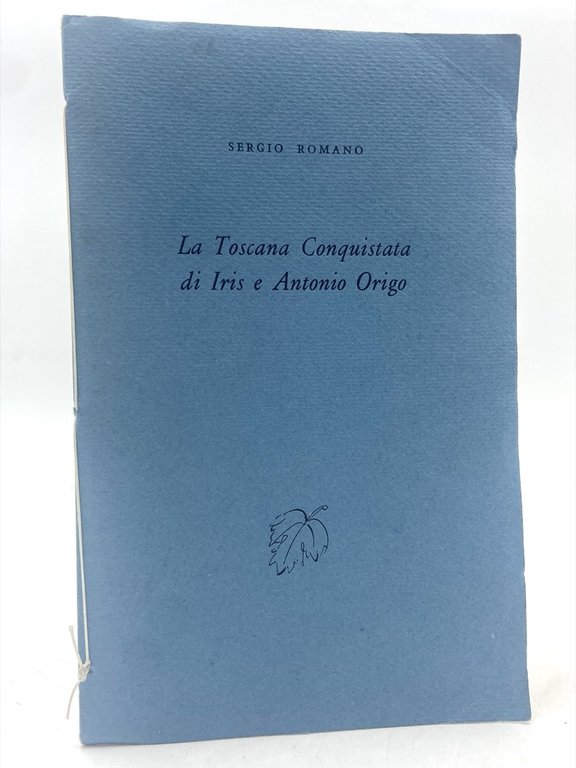 SERGIO ROMANO
La Toscana Conquistata
di Iris e Antonio Origo